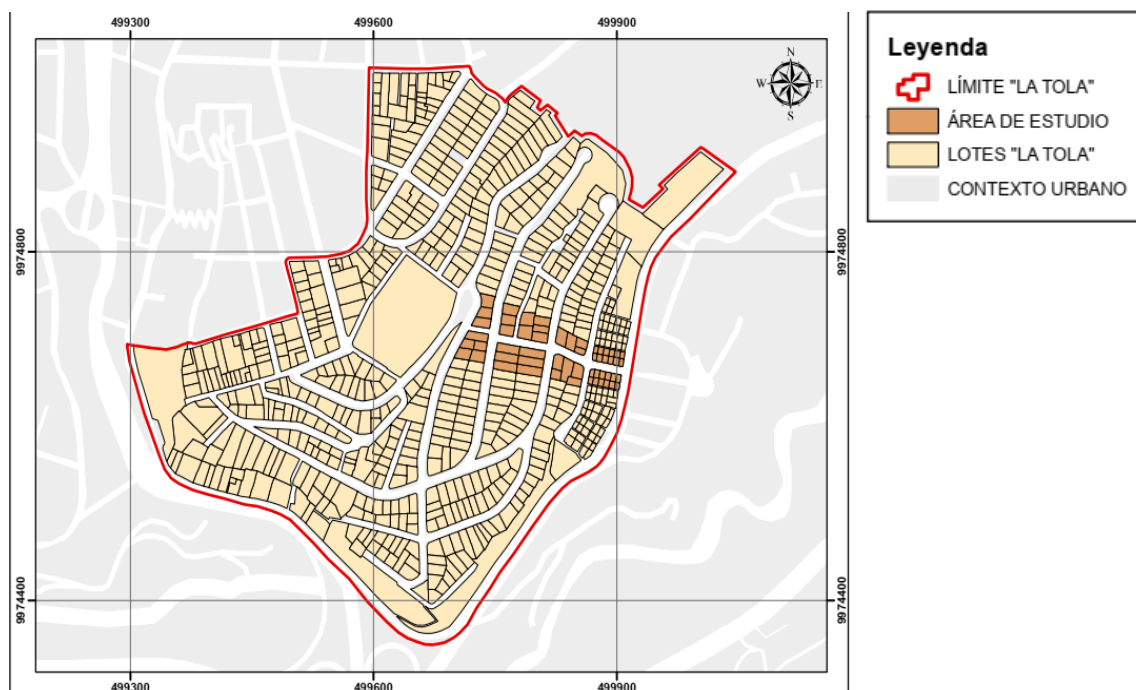 499300
499600
499900
N
W
E
S
9974800
9974800
9974400
9974400
499300
499600
499900
Leyenda
LÍMITE "LA TOLA"
ÁREA DE ESTUDIO
LOTES "LA TOLA"
CONTEXTO URBANO